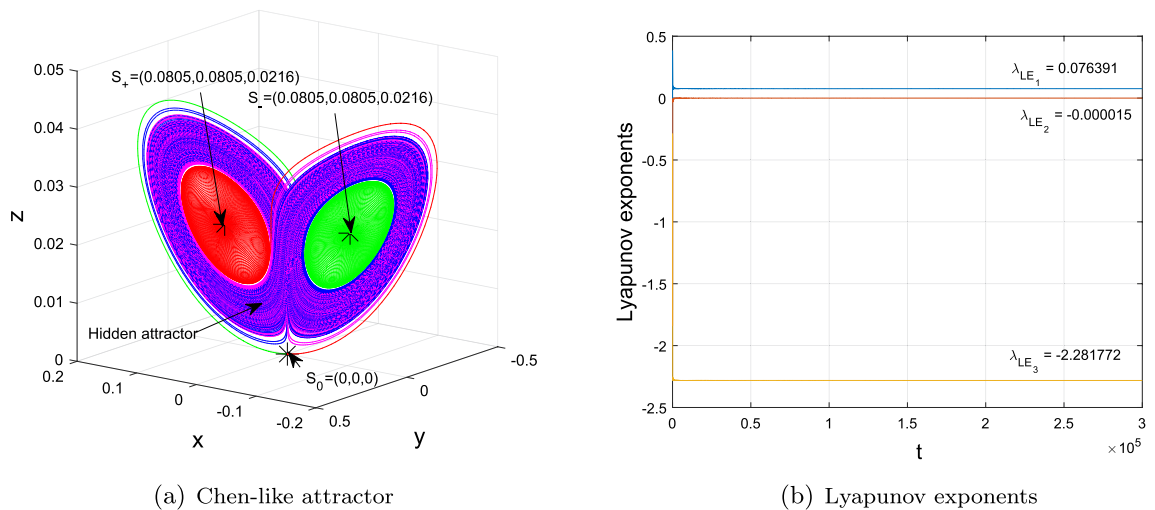 S+=(0.0805,0.0805,0.0216)
S-=(0.0805,0.0805,0.0216)
0.05
0.04
0.03
0.02
0.01
0
z
Hidden attractor
S0=(0,0,0)
0.2
0.1
0
-0.1
-0.2
x
0.5
0
-0.5
y
(a) Chen-like attractor
0.5
0
-0.5
-1
-1.5
-2
-2.5
Lyapunov exponents
λLE1 = 0.076391
λLE2 = -0.000015
λLE3 = -2.281772
0 0.5 1 1.5 2 2.5 3
×10^5
t
(b) Lyapunov exponents